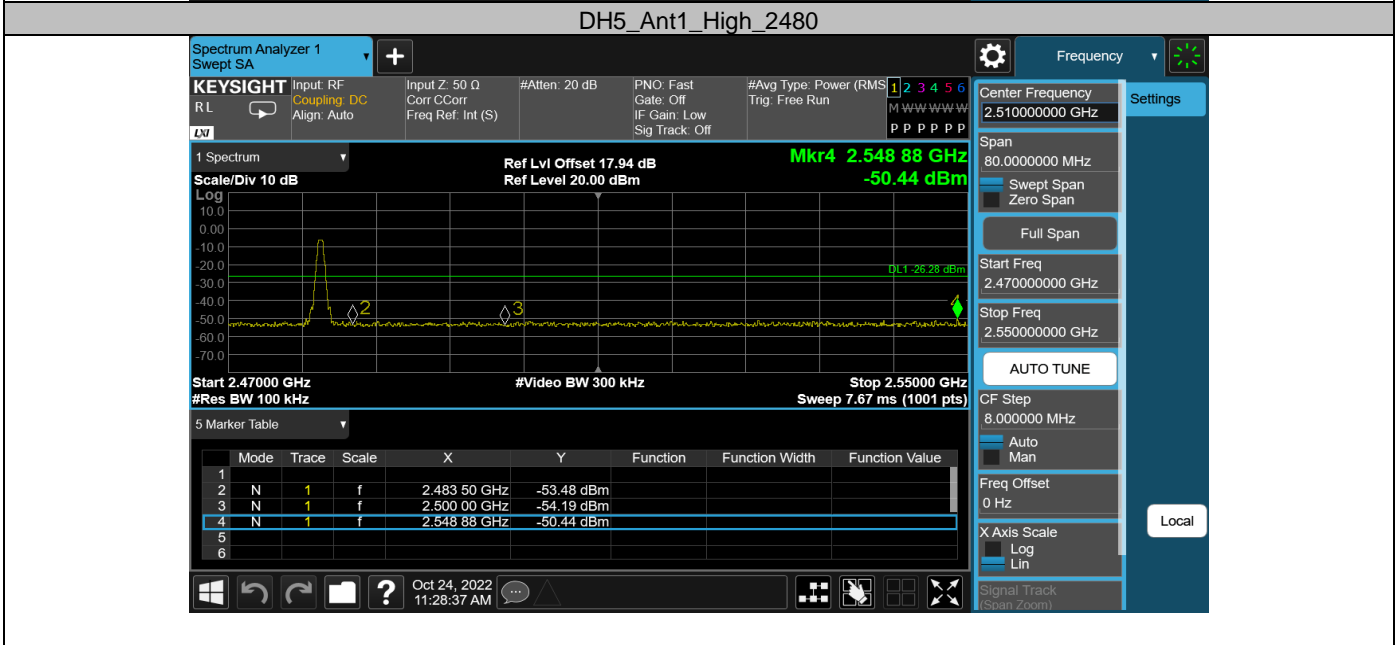 DH5_Ant1_High_2480
Spectrum Analyzer 1
Swept SA
Frequency
KEYSIGHT
RL
LXI
Input: RF
Coupling: DC
Align: Auto
Input Z: 50 Ω
Corr CCorr
Freq Ref: Int (S)
#Atten: 20 dB
PNO: Fast
Gate: Off
IF Gain: Low
Sig Track: Off
#Avg Type: Power (RMS
Trig: Free Run
1 2 3 4 5 6
M W W W W W
P P P P P P
1 Spectrum
Scale/Div 10 dB
Ref Lvl Offset 17.94 dB
Ref Level 20.00 dBm
Mkr4 2.548 88 GHz
-50.44 dBm
Log
10.0
0.00
-10.0
-20.0
-30.0
-40.0
-50.0
-60.0
-70.0
DL1 -26.28 dBm
2
3
4
Start 2.47000 GHz
#Video BW 300 kHz
Stop 2.55000 GHz
#Res BW 100 kHz
Sweep 7.67 ms (1001 pts)
5 Marker Table
Mode Trace Scale X Y Function Function Width Function Value
1
2 N 1 f 2.483 50 GHz -53.48 dBm
3 N 1 f 2.500 00 GHz -54.19 dBm
4 N 1 f 2.548 88 GHz -50.44 dBm
5
6
Center Frequency
2.510000000 GHz
Settings
Span
80.0000000 MHz
Swept Span
Zero Span
Full Span
Start Freq
2.470000000 GHz
Stop Freq
2.550000000 GHz
AUTO TUNE
CF Step
8.000000 MHz
Auto
Man
Freq Offset
0 Hz
X Axis Scale
Log
Lin
Local
Signal Track
(Span Zoom)
?
Oct 24, 2022
11:28:37 AM